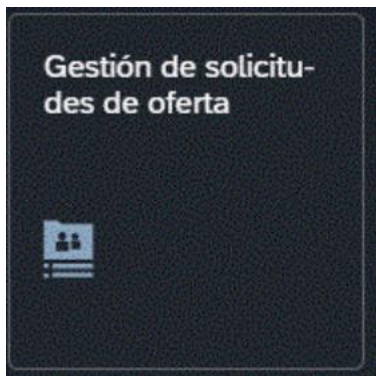 Gestión de solicitu-
des de oferta